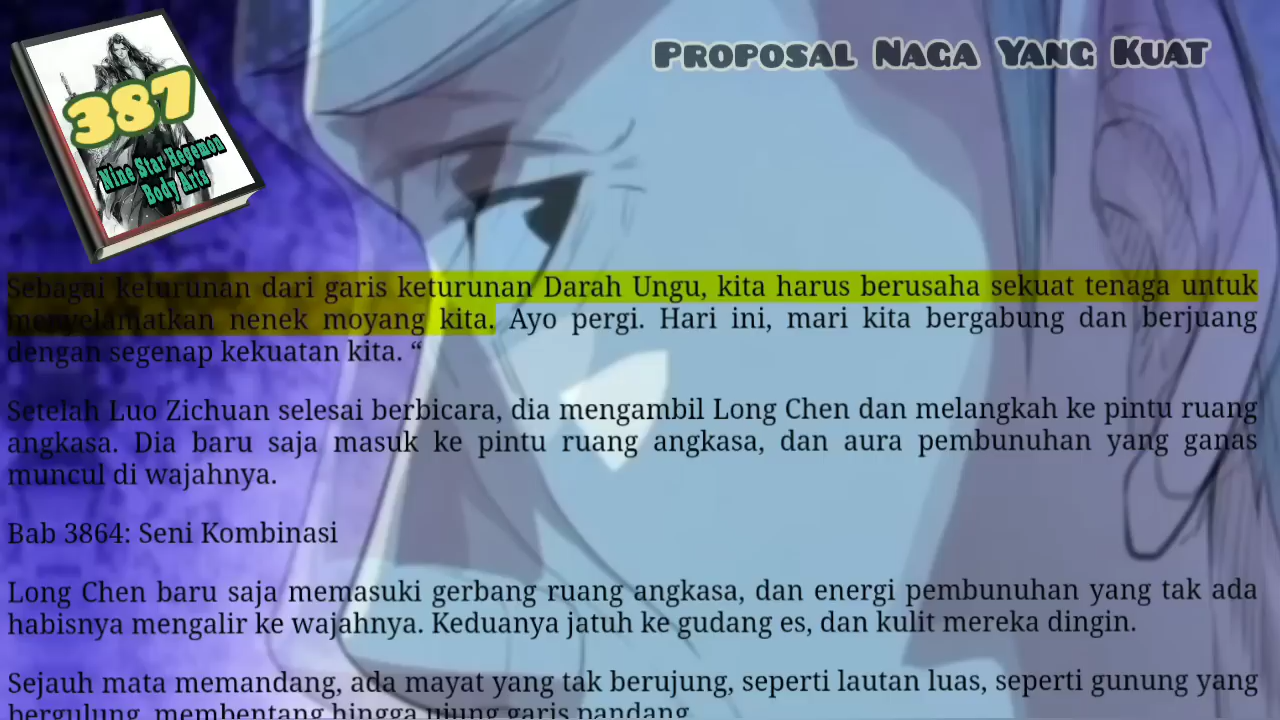 Proposal Naga Yang Kuat
387
Nine Star Hegemon
Body Arts
Sebagai keturunan dari garis keturunan Darah Ungu, kita harus berusaha sekuat tenaga untuk
menyelamatkan nenek moyang kita. Ayo pergi. Hari ini, mari kita bergabung dan berjuang
dengan segenap kekuatan kita. “
Setelah Luo Zichuan selesai berbicara, dia mengambil Long Chen dan melangkah ke pintu ruang
angkasa. Dia baru saja masuk ke pintu ruang angkasa, dan aura pembunuhan yang ganas
muncul di wajahnya.
Bab 3864: Seni Kombinasi
Long Chen baru saja memasuki gerbang ruang angkasa, dan energi pembunuhan yang tak ada
habisnya mengalir ke wajahnya. Keduanya jatuh ke gudang es, dan kulit mereka dingin.
Sejauh mata memandang, ada mayat yang tak berujung, seperti lautan luas, seperti gunung yang
bergulung, membentang hingga ujung garis pandang.